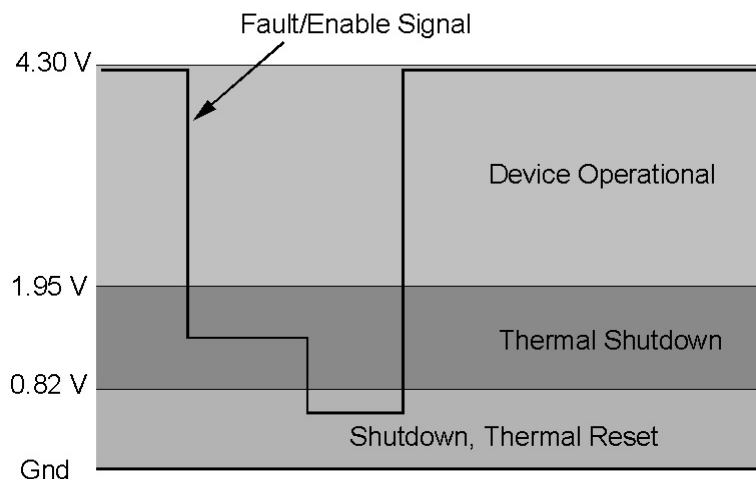 Fault/Enable Signal
4.30 V
Device Operational
1.95 V
Thermal Shutdown
0.82 V
Shutdown, Thermal Reset
Gnd